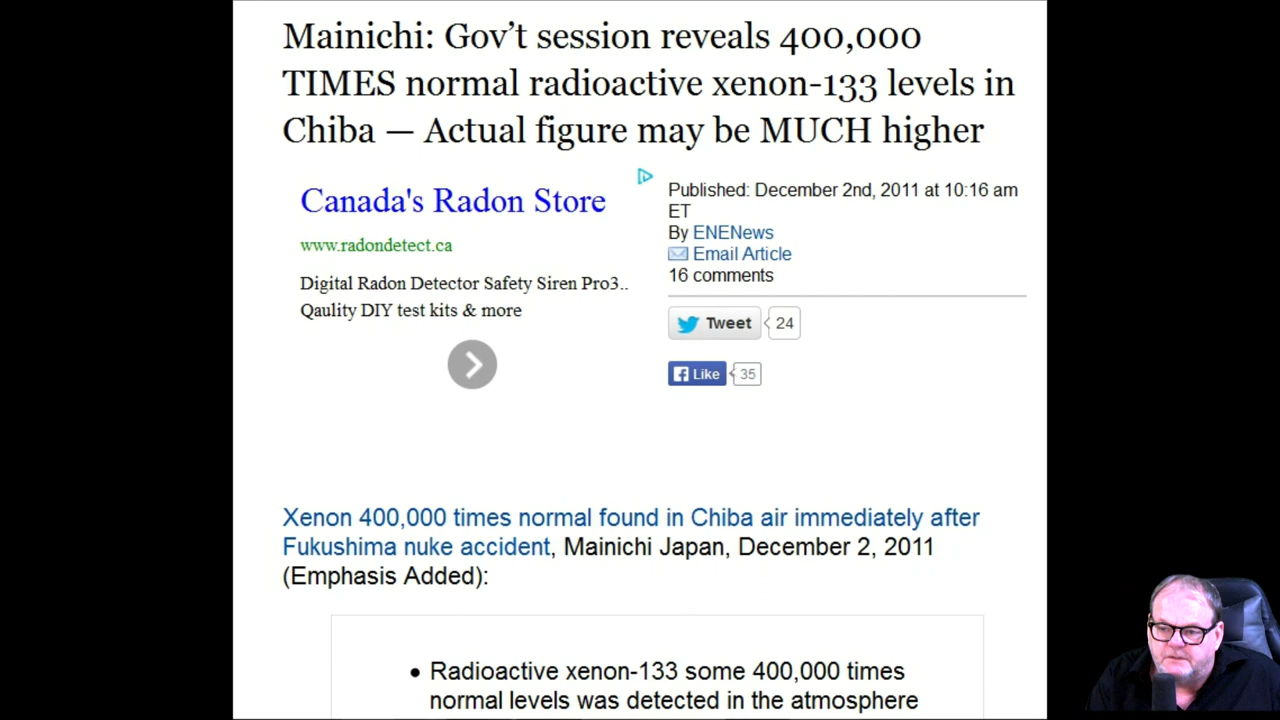 Mainichi: Gov’t session reveals 400,000
TIMES normal radioactive xenon-133 levels in
Chiba — Actual figure may be MUCH higher
Canada's Radon Store
www.radondetect.ca
Digital Radon Detector Safety Siren Pro3..
Qaulity DIY test kits & more
Published: December 2nd, 2011 at 10:16 am
ET
By ENENews
Email Article
16 comments
Tweet 24
Like 35
Xenon 400,000 times normal found in Chiba air immediately after
Fukushima nuke accident, Mainichi Japan, December 2, 2011
(Emphasis Added):
● Radioactive xenon-133 some 400,000 times
normal levels was detected in the atmosphere